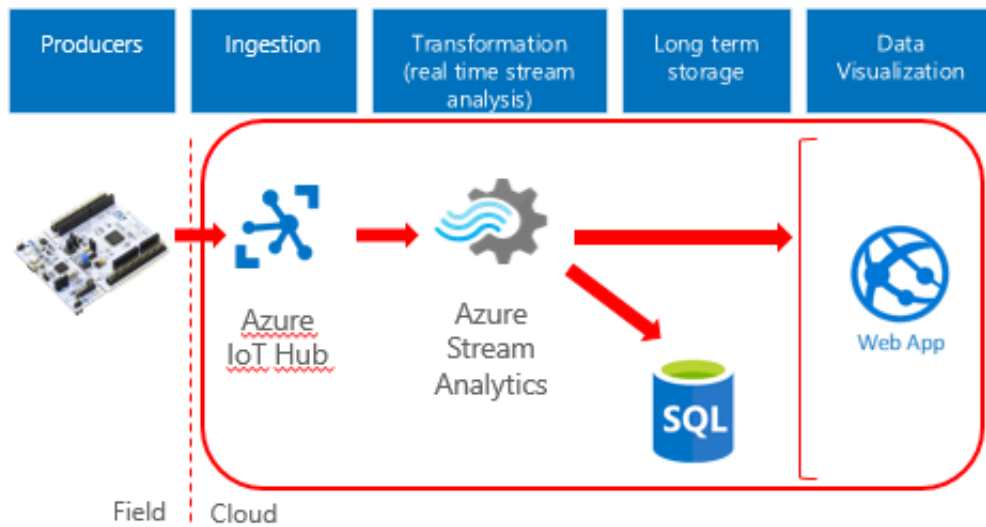 Producers
Ingestion
Transformation
(real time stream
analysis)
Long term
storage
Data
Visualization
Azure
IoT Hub
Azure
Stream
Analytics
SQL
Web App
Field
Cloud